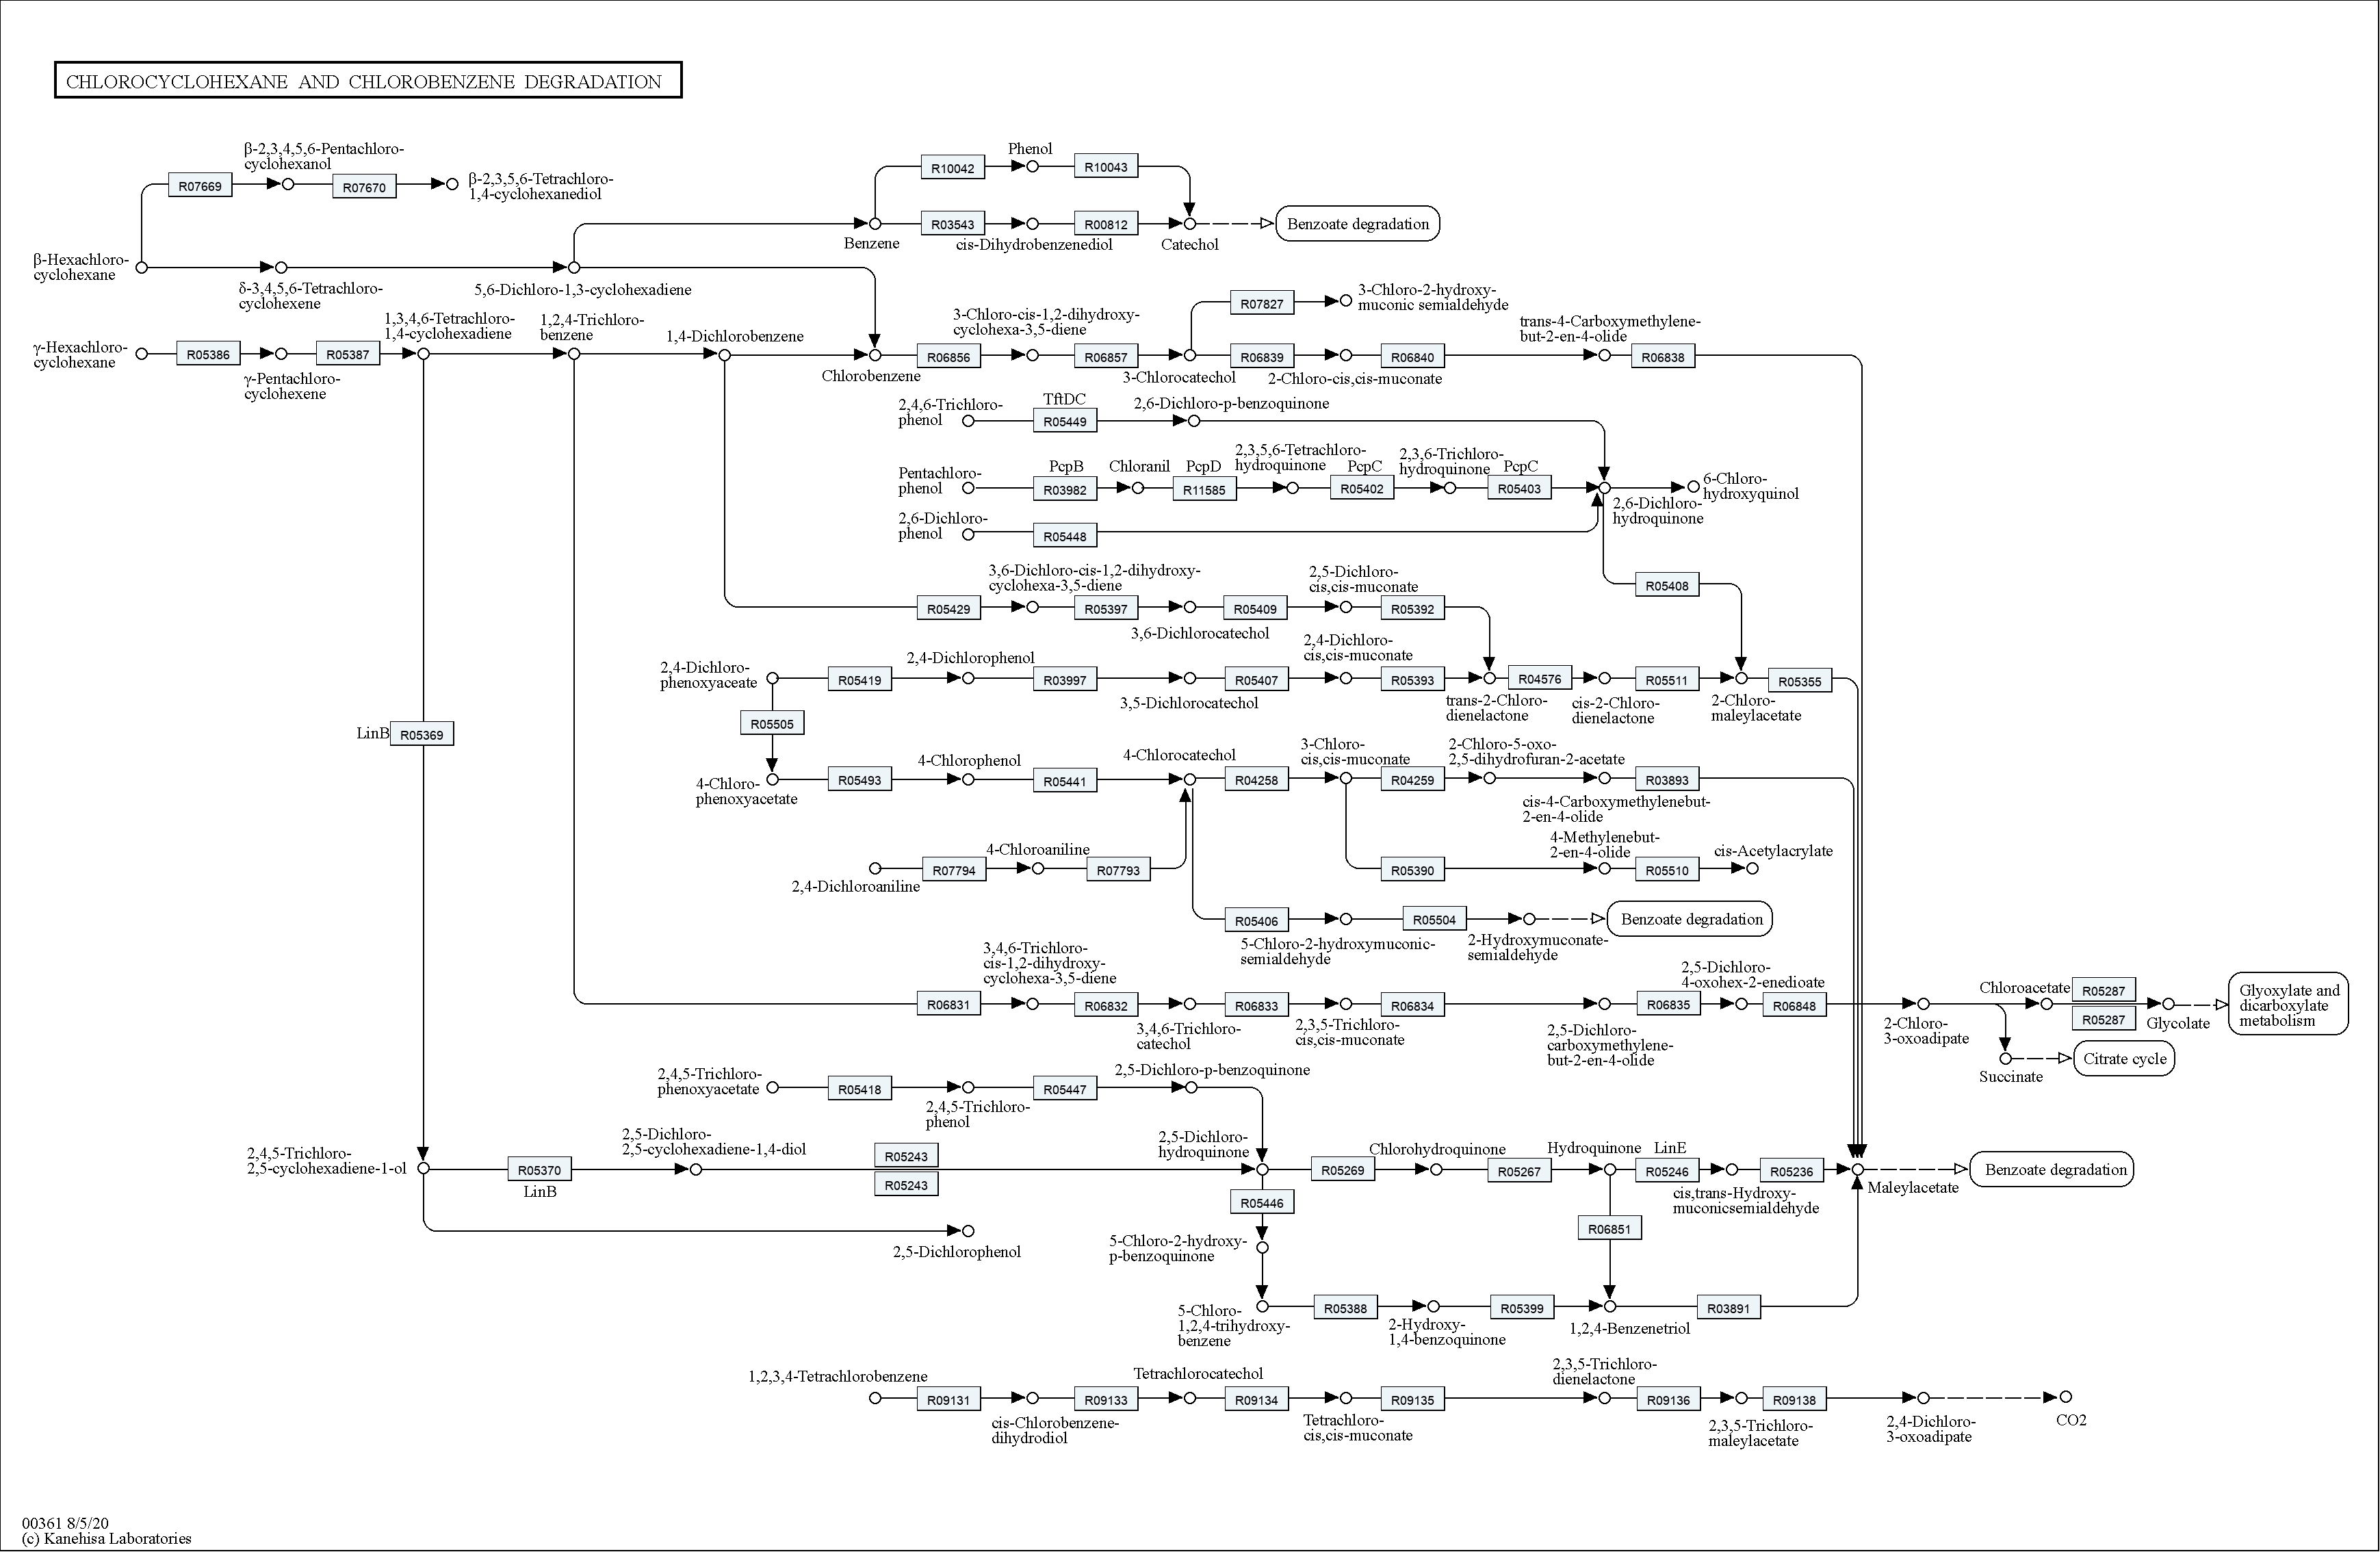 CHLOROCYCLOHEXANE AND CHLOROBENZENE DEGRADATION
β-2,3,4,5,6-Pentachloro-
cyclohexanol
R07669
R07670
β-2,3,5,6-Tetrachloro-
1,4-cyclohexanediol
Phenol
R10042
R10043
R03543
R00812
Benzoate degradation
Benzene
cis-Dihydrobenzenediol
Catechol
β-Hexachloro-
cyclohexane
δ-3,4,5,6-Tetrachloro-
cyclohexene
5,6-Dichloro-1,3-cyclohexadiene
R07827
3-Chloro-2-hydroxy-
muconic semialdehyde
γ-Hexachloro-
cyclohexane
R05386
γ-Pentachloro-
cyclohexene
R05387
1,3,4,6-Tetrachloro-
1,4-cyclohexadiene
1,2,4-Trichloro-
benzene
1,4-Dichlorobenzene
Chlorobenzene
R06856
3-Chloro-cis-1,2-dihydroxy-
cyclohexa-3,5-diene
R06857
3-Chlorocatechol
R06839
2-Chloro-cis,cis-muconate
R06840
trans-4-Carboxymethylene-
but-2-en-4-olide
R06838
2,4,6-Trichloro-
phenol
TftDC
R05449
2,6-Dichloro-p-benzoquinone
Pentachloro-
phenol
PcpB
R03982
Chloranil
PcpD
R11585
2,3,5,6-Tetrachloro-
hydroquinone
PcpC
R05402
2,3,6-Trichloro-
hydroquinone
PcpC
R05403
6-Chloro-
hydroxyquinol
2,6-Dichloro-
hydroquinone
2,6-Dichloro-
phenol
R05448
R05408
R05429
3,6-Dichloro-cis-1,2-dihydroxy-
cyclohexa-3,5-diene
R05397
3,6-Dichlorocatechol
R05409
2,5-Dichloro-
cis,cis-muconate
R05392
2,4-Dichloro-
phenoxyaceate
R05419
2,4-Dichlorophenol
R03997
3,5-Dichlorocatechol
R05407
2,4-Dichloro-
cis,cis-muconate
R05393
trans-2-Chloro-
dienelactone
R04576
cis-2-Chloro-
dienelactone
R05511
2-Chloro-
maleylacetate
R05355
R05505
LinB
R05369
4-Chloro-
phenoxyacetate
R05493
4-Chlorophenol
R05441
4-Chlorocatechol
R04258
3-Chloro-
cis,cis-muconate
R04259
2-Chloro-5-oxo-
2,5-dihydrofuran-2-acetate
R03893
cis-4-Carboxymethylenebut-
2-en-4-olide
2,4-Dichloroaniline
R07794
4-Chloroaniline
R07793
R05390
4-Methylenebut-
2-en-4-olide
R05510
cis-Acetylacrylate
R05406
5-Chloro-2-hydroxymuconic-
semialdehyde
R05504
2-Hydroxymuconate-
semialdehyde
Benzoate degradation
R06831
3,4,6-Trichloro-
cis-1,2-dihydroxy-
cyclohexa-3,5-diene
R06832
3,4,6-Trichloro-
catechol
R06833
2,3,5-Trichloro-
cis,cis-muconate
R06834
2,5-Dichloro-
carboxymethylene-
but-2-en-4-olide
R06835
2,5-Dichloro-
4-oxohex-2-enedioate
R06848
2-Chloro-
3-oxoadipate
Chloroacetate
R05287
R05287
Glycolate
Glyoxylate and
dicarboxylate
metabolism
Succinate
Citrate cycle
2,4,5-Trichloro-
phenoxyacetate
R05418
2,4,5-Trichloro-
phenol
R05447
2,5-Dichloro-p-benzoquinone
2,4,5-Trichloro-
2,5-cyclohexadiene-1-ol
R05370
LinB
2,5-Dichloro-
2,5-cyclohexadiene-1,4-diol
R05243
R05243
2,5-Dichloro-
hydroquinone
R05269
Chlorohydroquinone
R05267
Hydroquinone
LinE
R05246
cis,trans-Hydroxy-
muconicsemialdehyde
R05236
Maleylacetate
Benzoate degradation
R05446
R06851
2,5-Dichlorophenol
5-Chloro-2-hydroxy-
p-benzoquinone
5-Chloro-
1,2,4-trihydroxy-
benzene
R05388
2-Hydroxy-
1,4-benzoquinone
R05399
1,2,4-Benzenetriol
R03891
1,2,3,4-Tetrachlorobenzene
R09131
cis-Chlorobenzene-
dihydrodiol
R09133
Tetrachlorocatechol
R09134
Tetrachloro-
cis,cis-muconate
R09135
2,3,5-Trichloro-
dienelactone
R09136
2,3,5-Trichloro-
maleylacetate
R09138
2,4-Dichloro-
3-oxoadipate
CO2
00361 8/5/20
(c) Kanehisa Laboratories